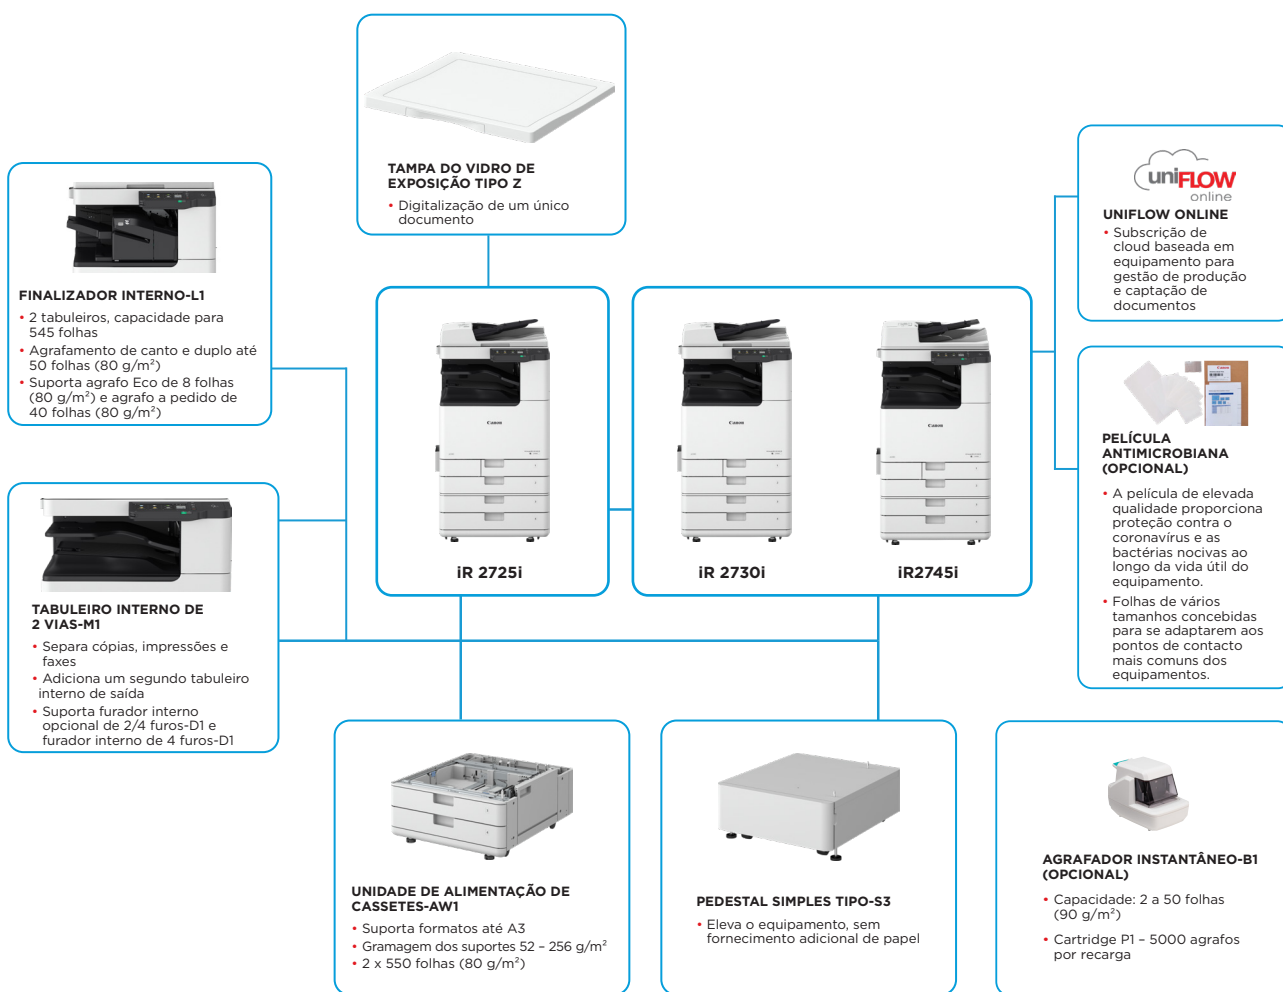 TAMPA DO VIDRO DE
EXPOSIÇÃO TIPO Z
• Digitalização de um único
documento
FINALIZADOR INTERNO-L1
• 2 tabuleiros, capacidade para
545 folhas
• Agrafamento de canto e duplo até
50 folhas (80 g/m²)
• Suporta agrafo Eco de 8 folhas
(80 g/m²) e agrafo a pedido de
40 folhas (80 g/m²)
TABULEIRO INTERNO DE
2 VIAS-M1
• Separa cópias, impressões e
faxes
• Adiciona um segundo tabuleiro
interno de saída
• Suporta furador interno
opcional de 2/4 furos-D1 e
furador interno de 4 furos-D1
Canon
iR 2725i
Canon
iR 2730i
Canon
iR2745i
uniFLOW
online
UNIFLOW ONLINE
• Subscrição de
cloud baseada em
equipamento para
gestão de produção
e captação de
documentos
Canon
PELÍCULA
ANTIMICROBIANA
(OPCIONAL)
• A película de elevada
qualidade proporciona
proteção contra o
coronavírus e as
bactérias nocivas ao
longo da vida útil do
equipamento.
• Folhas de vários
tamanhos concebidas
para se adaptarem aos
pontos de contacto
mais comuns dos
equipamentos.
UNIDADE DE ALIMENTAÇÃO DE
CASSETES-AW1
• Suporta formatos até A3
• Gramagem dos suportes 52 – 256 g/m²
• 2 x 550 folhas (80 g/m²)
PEDESTAL SIMPLES TIPO-S3
• Eleva o equipamento, sem
fornecimento adicional de papel
AGRAFADOR INSTANTÂNEO-B1
(OPCIONAL)
• Capacidade: 2 a 50 folhas
(90 g/m²)
• Cartridge P1 – 5000 agrafos
por recarga